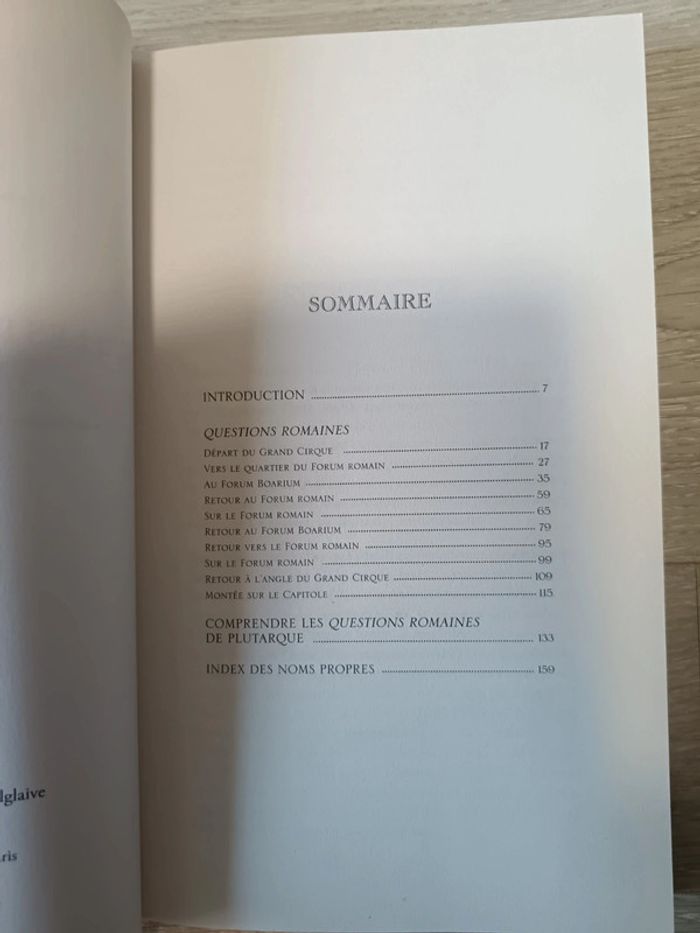 lglaive
ris
SOMMAIRE
INTRODUCTION 7
QUESTIONS ROMAINES
Départ du Grand Cirque 17
Vers le quartier du Forum romain 27
Au Forum Boarium 35
Retour au Forum romain 59
Sur le Forum romain 65
Retour au Forum Boarium 79
Retour vers le Forum romain 95
Sur le Forum romain 99
Retour à l'angle du Grand Cirque 109
Montée sur le Capitole 115
COMPRENDRE LES QUESTIONS ROMAINES
DE PLUTARQUE 133
INDEX DES NOMS PROPRES 159